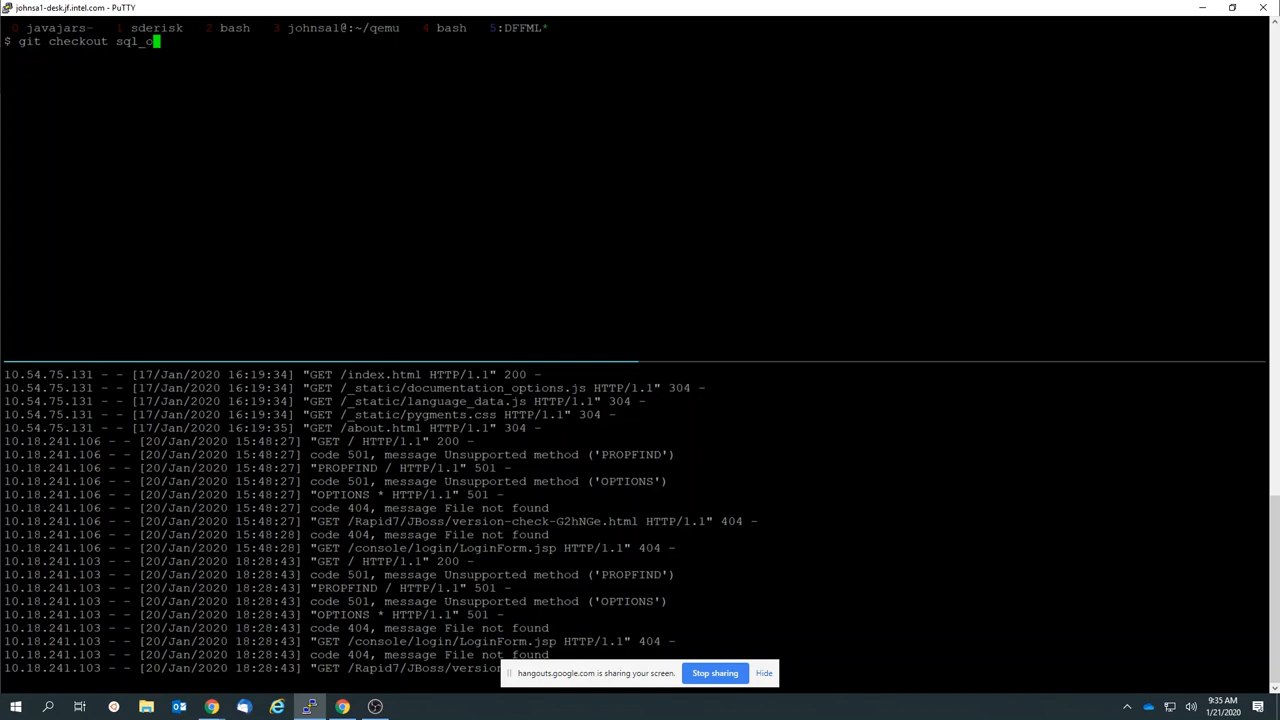 johnsa1-desk.jf.intel.com - PuTTY
0 javajars- 1 sderisk 2 bash 3 johnsa1@:~/qemu 4 bash 5:DFFML*
$ git checkout sql_o
10.54.75.131 - - [17/Jan/2020 16:19:34] "GET /index.html HTTP/1.1" 200 -
10.54.75.131 - - [17/Jan/2020 16:19:34] "GET /_static/documentation_options.js HTTP/1.1" 304 -
10.54.75.131 - - [17/Jan/2020 16:19:34] "GET /_static/language_data.js HTTP/1.1" 304 -
10.54.75.131 - - [17/Jan/2020 16:19:34] "GET /_static/pygments.css HTTP/1.1" 304 -
10.54.75.131 - - [17/Jan/2020 16:19:35] "GET /about.html HTTP/1.1" 304 -
10.18.241.106 - - [20/Jan/2020 15:48:27] "GET / HTTP/1.1" 200 -
10.18.241.106 - - [20/Jan/2020 15:48:27] code 501, message Unsupported method ('PROPFIND')
10.18.241.106 - - [20/Jan/2020 15:48:27] "PROPFIND / HTTP/1.1" 501 -
10.18.241.106 - - [20/Jan/2020 15:48:27] code 501, message Unsupported method ('OPTIONS')
10.18.241.106 - - [20/Jan/2020 15:48:27] "OPTIONS * HTTP/1.1" 501 -
10.18.241.106 - - [20/Jan/2020 15:48:27] code 404, message File not found
10.18.241.106 - - [20/Jan/2020 15:48:27] "GET /Rapid7/JBoss/version-check-G2hNGe.html HTTP/1.1" 404 -
10.18.241.106 - - [20/Jan/2020 15:48:28] code 404, message File not found
10.18.241.106 - - [20/Jan/2020 15:48:28] "GET /console/login/LoginForm.jsp HTTP/1.1" 404 -
10.18.241.103 - - [20/Jan/2020 18:28:43] "GET / HTTP/1.1" 200 -
10.18.241.103 - - [20/Jan/2020 18:28:43] code 501, message Unsupported method ('PROPFIND')
10.18.241.103 - - [20/Jan/2020 18:28:43] "PROPFIND / HTTP/1.1" 501 -
10.18.241.103 - - [20/Jan/2020 18:28:43] code 501, message Unsupported method ('OPTIONS')
10.18.241.103 - - [20/Jan/2020 18:28:43] "OPTIONS * HTTP/1.1" 501 -
10.18.241.103 - - [20/Jan/2020 18:28:43] code 404, message File not found
10.18.241.103 - - [20/Jan/2020 18:28:43] "GET /console/login/LoginForm.jsp HTTP/1.1" 404 -
10.18.241.103 - - [20/Jan/2020 18:28:43] code 404, message File not found
10.18.241.103 - - [20/Jan/2020 18:28:43] "GET /Rapid7/JBoss/version
hangouts.google.com is sharing your screen. Stop sharing Hide
9:35 AM
1/21/2020